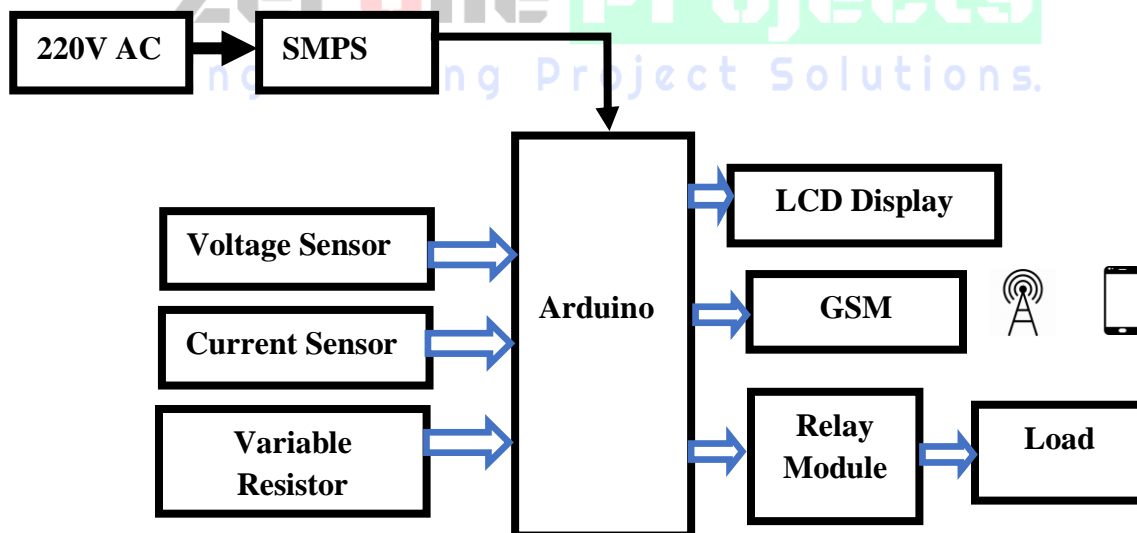 Projects
220V AC
SMPS
ng Project Solutions.
LCD Display
Voltage Sensor
Arduino
GSM
Current Sensor
Variable
Resistor
Relay
Module
Load